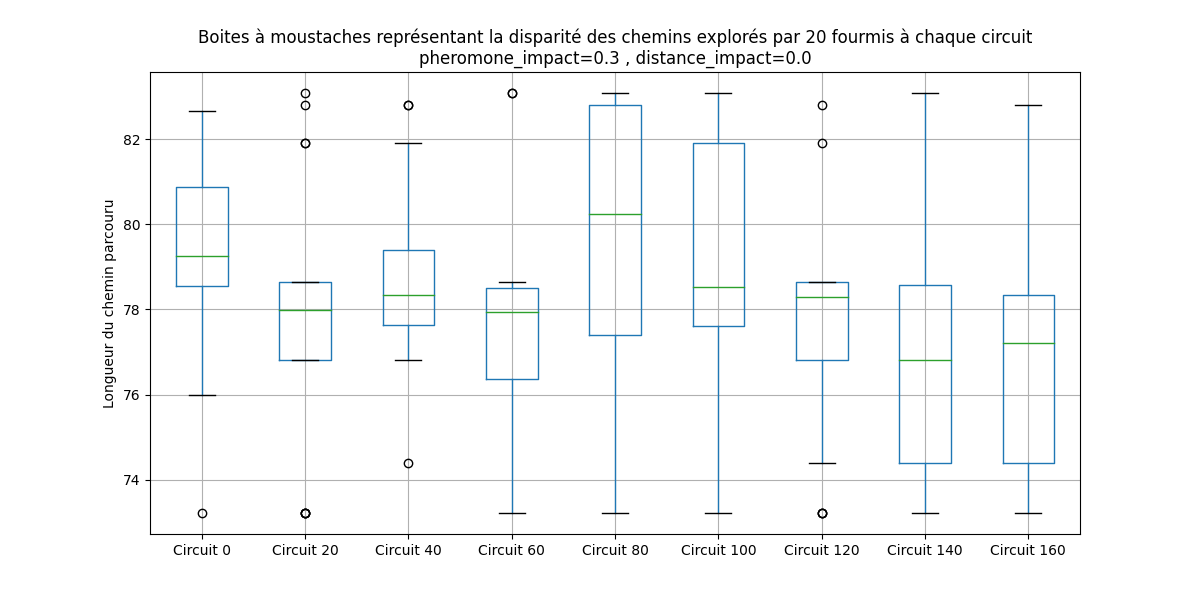 Boites à moustaches représentant la disparité des chemins explorés par 20 fourmis à chaque circuit
pheromone_impact=0.3 , distance_impact=0.0
Longueur du chemin parcouru
82
80
78
76
74
Circuit 0 Circuit 20 Circuit 40 Circuit 60 Circuit 80 Circuit 100 Circuit 120 Circuit 140 Circuit 160